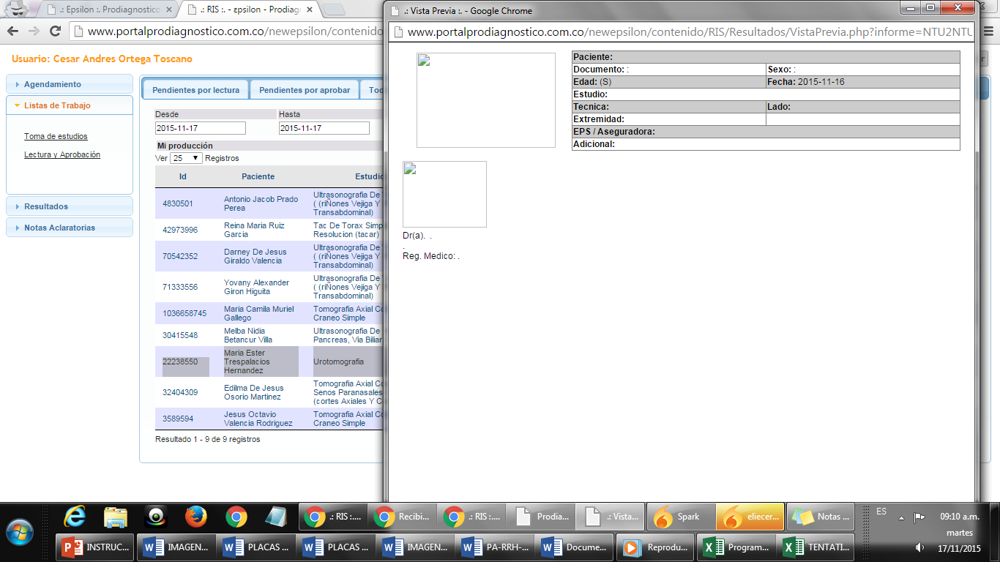 .: Epsilon :. Prodiagnostico
.: RIS :. - εpsilon - Prodiag
www.portalprodiagnostico.com.co/newepsilon/contenido
Usuario: Cesar Andres Ortega Toscano
Agendamiento
Listas de Trabajo
Toma de estudios
Lectura y Aprobación
Resultados
Notas Aclaratorias
Pendientes por lectura
Pendientes por aprobar
Tod
Desde
Hasta
2015-11-17
2015-11-17
Mi producción
Ver 25 Registros
Id Paciente Estudio
4830501 Antonio Jacob Prado Perea
Ultrasonografia De
( (riÑones Vejiga Y
Transabdominal)
42973996 Reina Maria Ruiz Garcia
Tac De Torax Simp
Resolucion (tacar)
70542352 Darney De Jesus Giraldo Valencia
Ultrasonografia De
( (riÑones Vejiga Y
Transabdominal)
71333556 Yovany Alexander Giron Higuita
Ultrasonografia De
( (riÑones Vejiga Y
Transabdominal)
1036658745 Maria Camila Muriel Gallego
Tomografia Axial Co
Craneo Simple
30415548 Melba Nidia Betancur Villa
Ultrasonografia De
Pancreas, Via Biliar
22238550 Maria Ester Trespalacios Hernandez
Urotomografia
32404309 Edilma De Jesus Osorio Martinez
Tomografia Axial Co
Senos Paranasales
(cortes Axiales Y C
3589594 Jesus Octavio Valencia Rodriguez
Tomografia Axial Co
Craneo Simple
Resultado 1 - 9 de 9 registros
.: Vista Previa :. - Google Chrome
www.portalprodiagnostico.com.co/newepsilon/contenido/RIS/Resultados/VistaPrevia.php?informe=NTU2NTU
Paciente:
Documento: : Sexo: :
Edad: (S) Fecha: 2015-11-16
Estudio:
Tecnica: Lado:
Extremidad:
EPS / Aseguradora:
Adicional:
Dr(a). .
.
Reg. Medico: .
.: RIS :....
Recibi...
.: RIS :....
Prodia...
.: Vista...
Spark
eliecer...
Notas ...
ES
09:10 a.m.
martes
17/11/2015
INSTRUC...
IMAGEN...
PLACAS ...
PLACAS ...
IMAGEN...
PA-RRH-...
Docume...
Reprodu...
Program...
TENTATI...